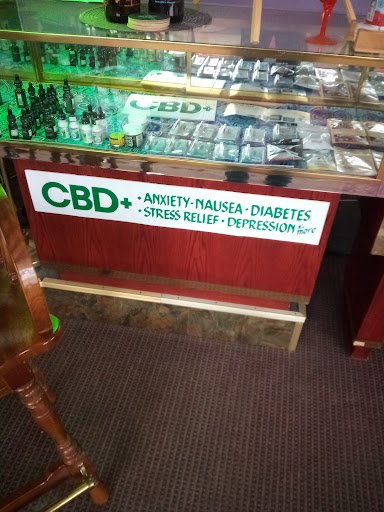 CBD+
CBD+
• ANXIETY • NAUSEA • DIABETES
• STRESS RELIEF • DEPRESSION & more